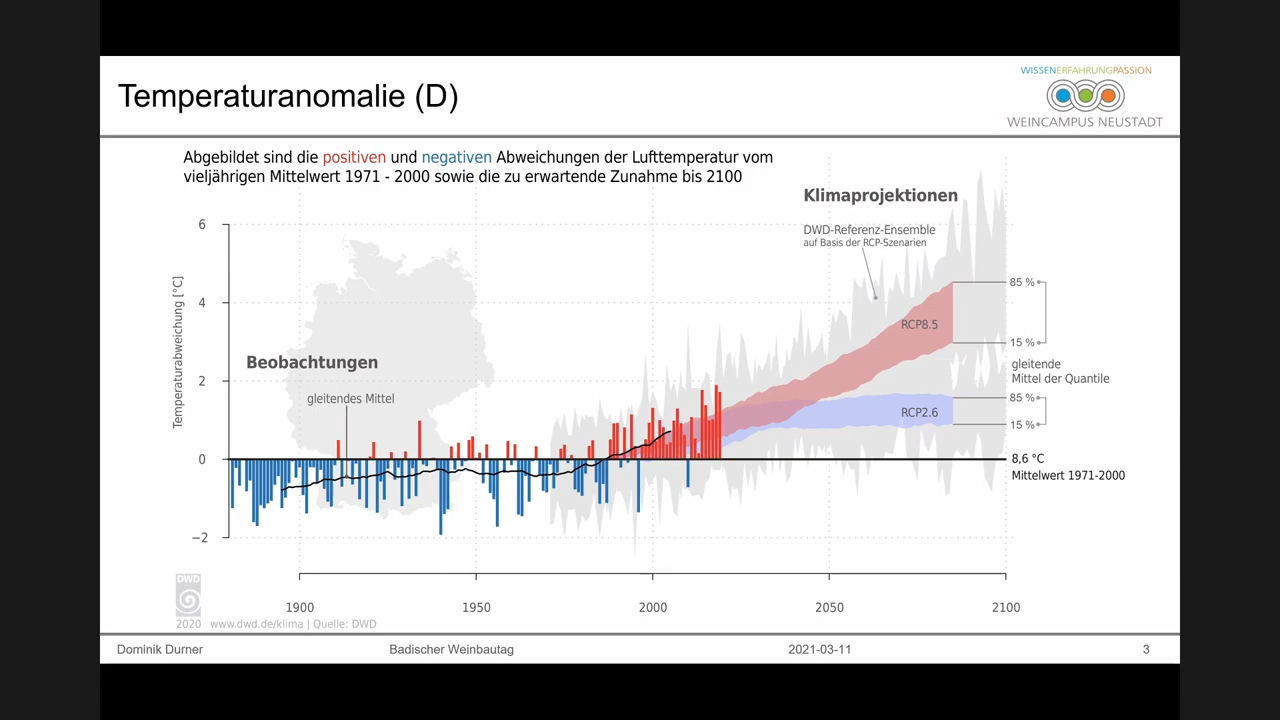 Temperaturanomalie (D)
WISSENERFAHRUNGPASSION
WEINCAMPUS NEUSTADT
Abgebildet sind die positiven und negativen Abweichungen der Lufttemperatur vom
vieljährigen Mittelwert 1971 - 2000 sowie die zu erwartende Zunahme bis 2100
Klimaprojektionen
DWD-Referenz-Ensemble
auf Basis der RCP-Szenarien
Temperaturabweichung [°C]
6
4
2
0
−2
Beobachtungen
gleitendes Mittel
RCP8.5
RCP2.6
85 %
15 %
gleitende
Mittel der Quantile
85 %
15 %
8,6 °C
Mittelwert 1971-2000
1900
1950
2000
2050
2100
DWD
2020 www.dwd.de/klima | Quelle: DWD
Dominik Durner
Badischer Weinbautag
2021-03-11
3